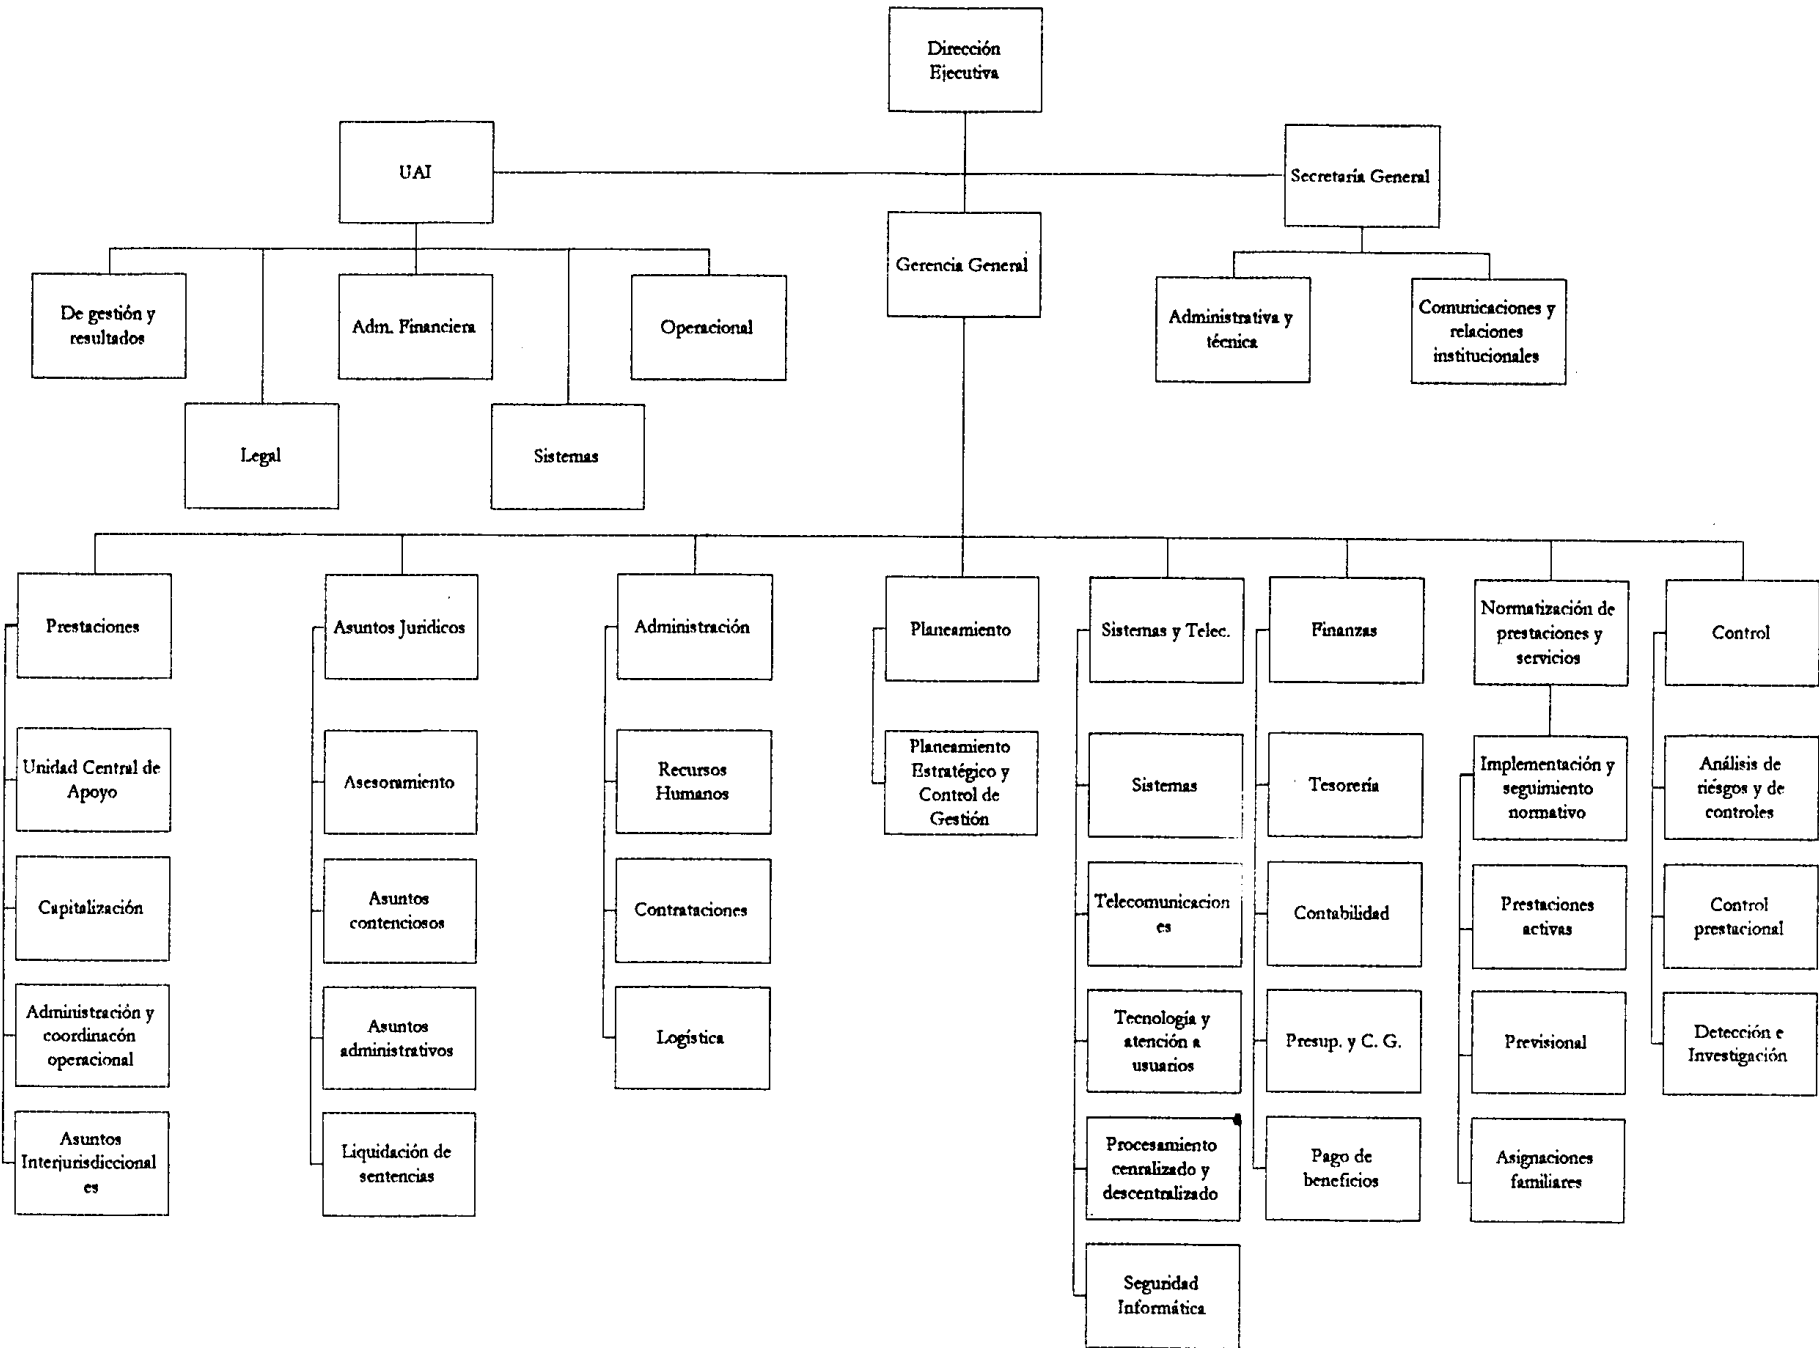 Dirección
Ejecutiva
UAI
Secretaría General
Gerencia General
De gestión y
resultados
Adm. Financiera
Operacional
Administrativa y
técnica
Comunicaciones y
relaciones
institucionales
Legal
Sistemas
Prestaciones
Asuntos Juridicos
Administración
Planeamiento
Sistemas y Telec.
Finanzas
Normatización de
prestaciones y
servicios
Control
Unidad Central de
Apoyo
Asesoramiento
Recursos
Humanos
Planeamiento
Estratégico y
Control de
Gestión
Sistemas
Tesorería
Implementación y
seguimiento
normativo
Análisis de
riésgos y de
controles
Capitalización
Asuntos
contenciosos
Contrataciones
Telecomunicacion
es
Contabilidad
Prestaciones
activas
Control
prestacional
Administración y
coordinacón
operacional
Asuntos
administrativos
Logística
Tecnología y
atención a
usuarios
Presup. y C. G.
Previsional
Detección e
Investigación
Asuntos
Interjurisdiccional
es
Liquidación de
sentencias
Procesamiento
cenralizado y
descentralizado
Pago de
beneficios
Asignaciones
familiares
Seguridad
Informática